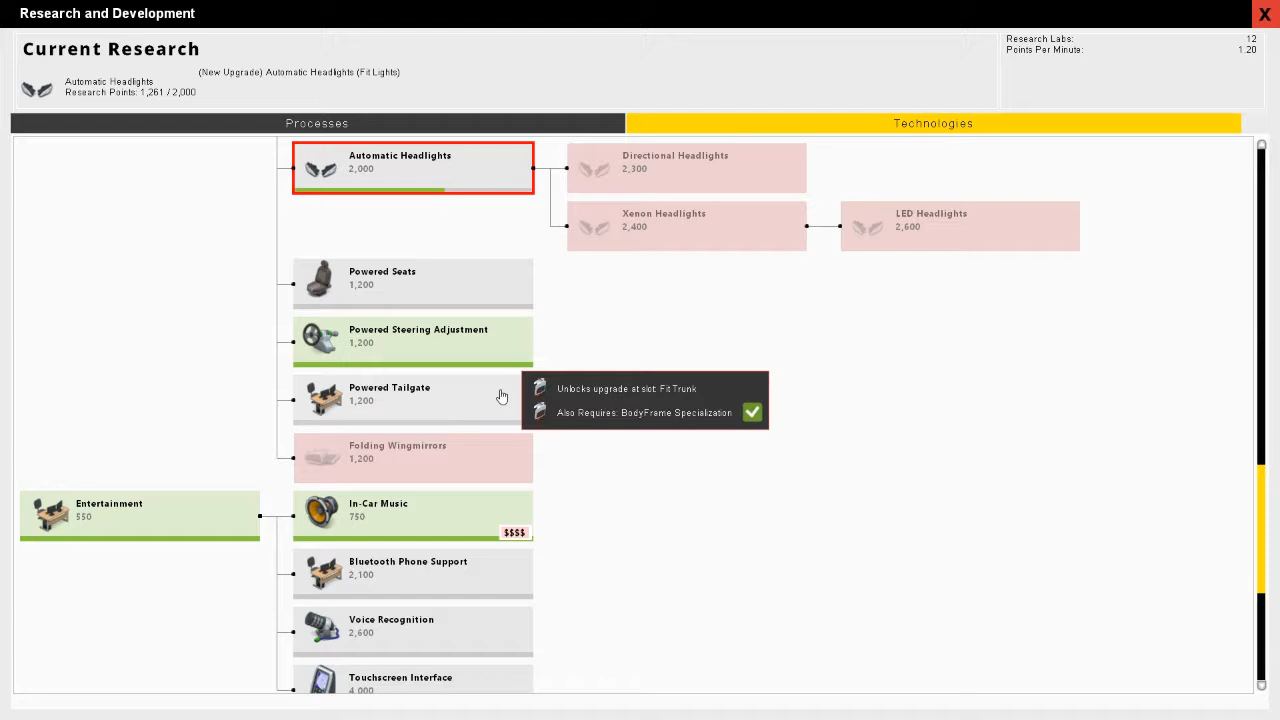 Research and Development
X
Current Research
(New Upgrade) Automatic Headlights (Fit Lights)
Automatic Headlights
Research Points: 1,261 / 2,000
Research Labs: 12
Points Per Minute: 1.20
Processes
Technologies
Automatic Headlights
2,000
Directional Headlights
2,300
Xenon Headlights
2,400
LED Headlights
2,600
Powered Seats
1,200
Powered Steering Adjustment
1,200
Powered Tailgate
1,200
Unlocks upgrade at slot: Fit Trunk
Also Requires: BodyFrame Specialization
Folding Wingmirrors
1,200
Entertainment
550
In-Car Music
750
$$$$
Bluetooth Phone Support
2,100
Voice Recognition
2,600
Touchscreen Interface
4,000